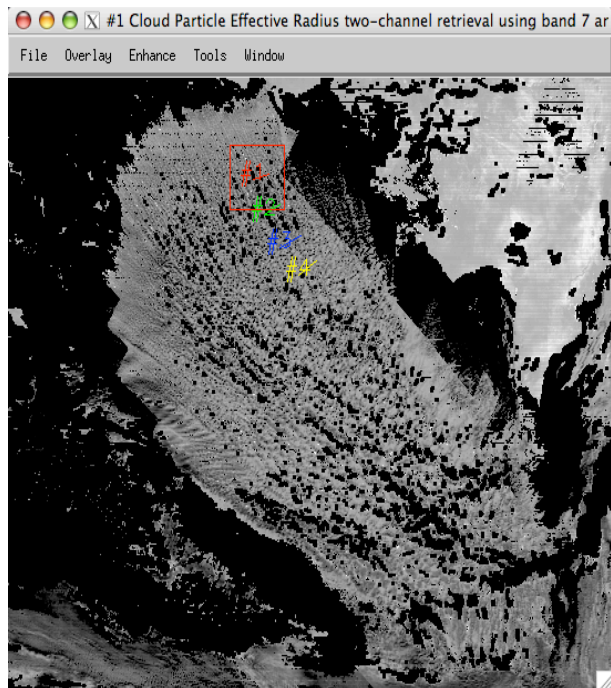 #1 Cloud Particle Effective Radius two-channel retrieval using band 7 ar
File Overlay Enhance Tools Window
#1
#2
#3
#4